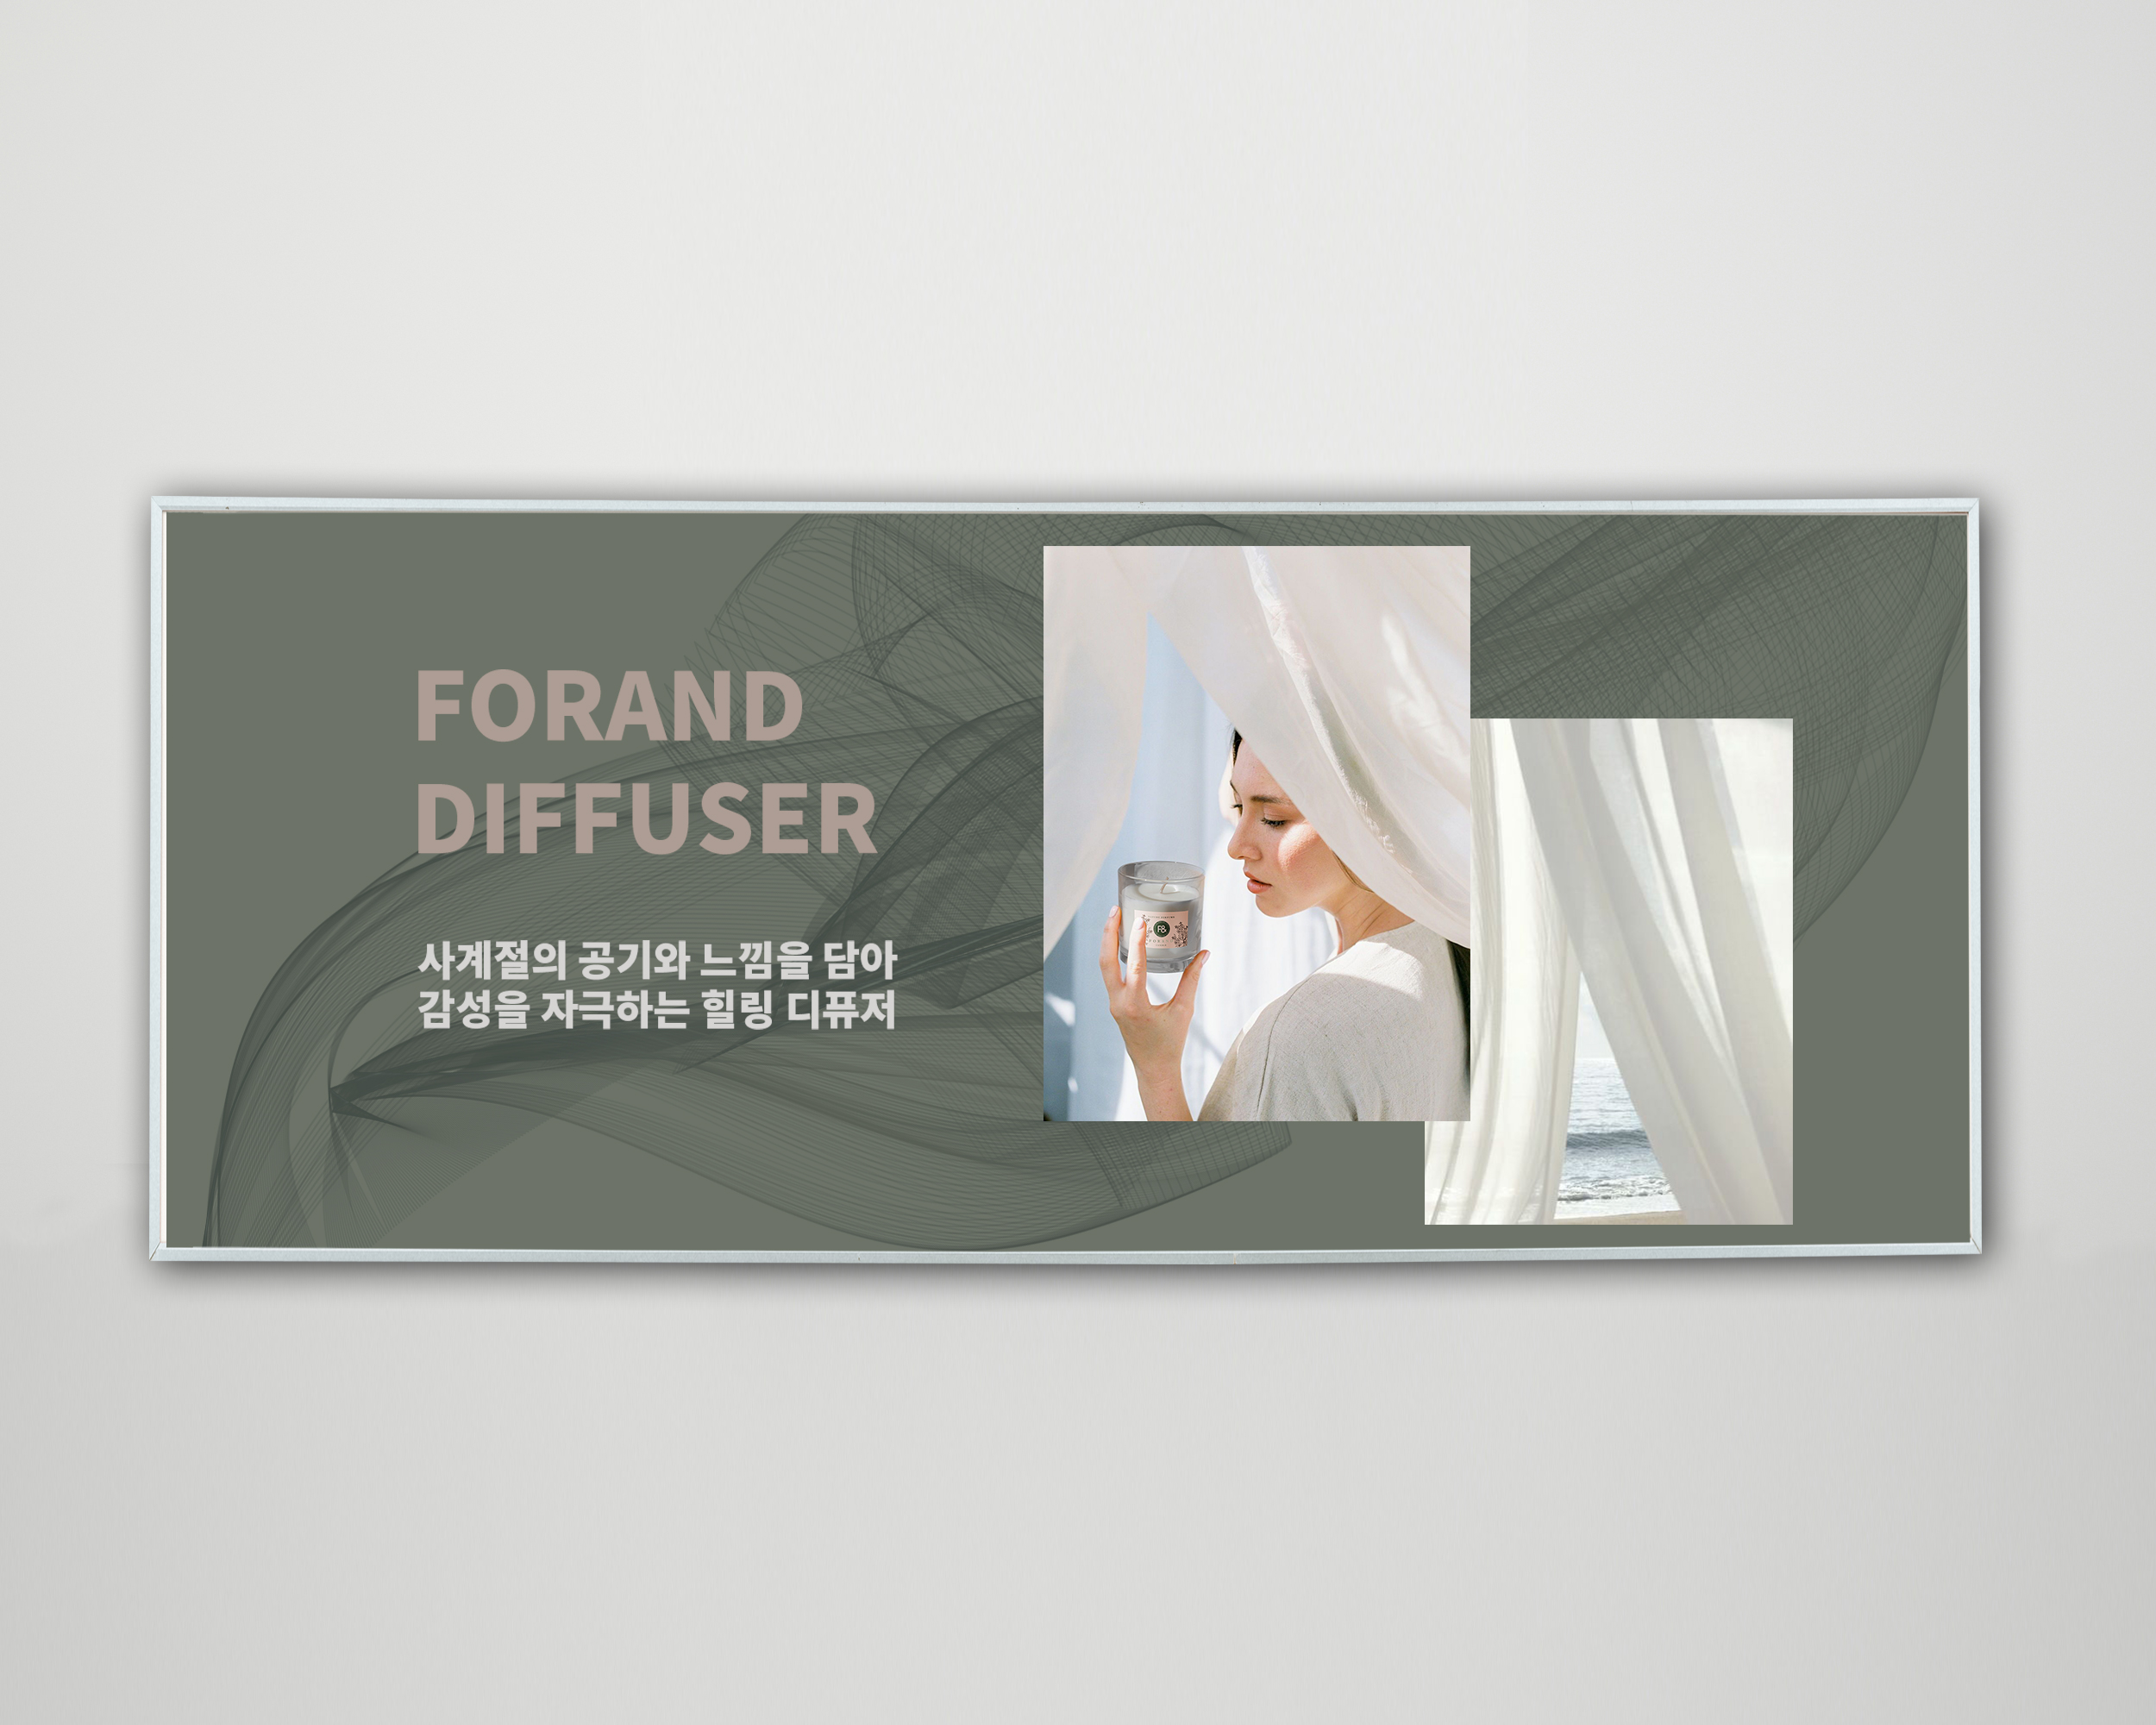 FORAND
DIFFUSER
사계절의 공기와 느낌을 담아
감성을 자극하는 힐링 디퓨저